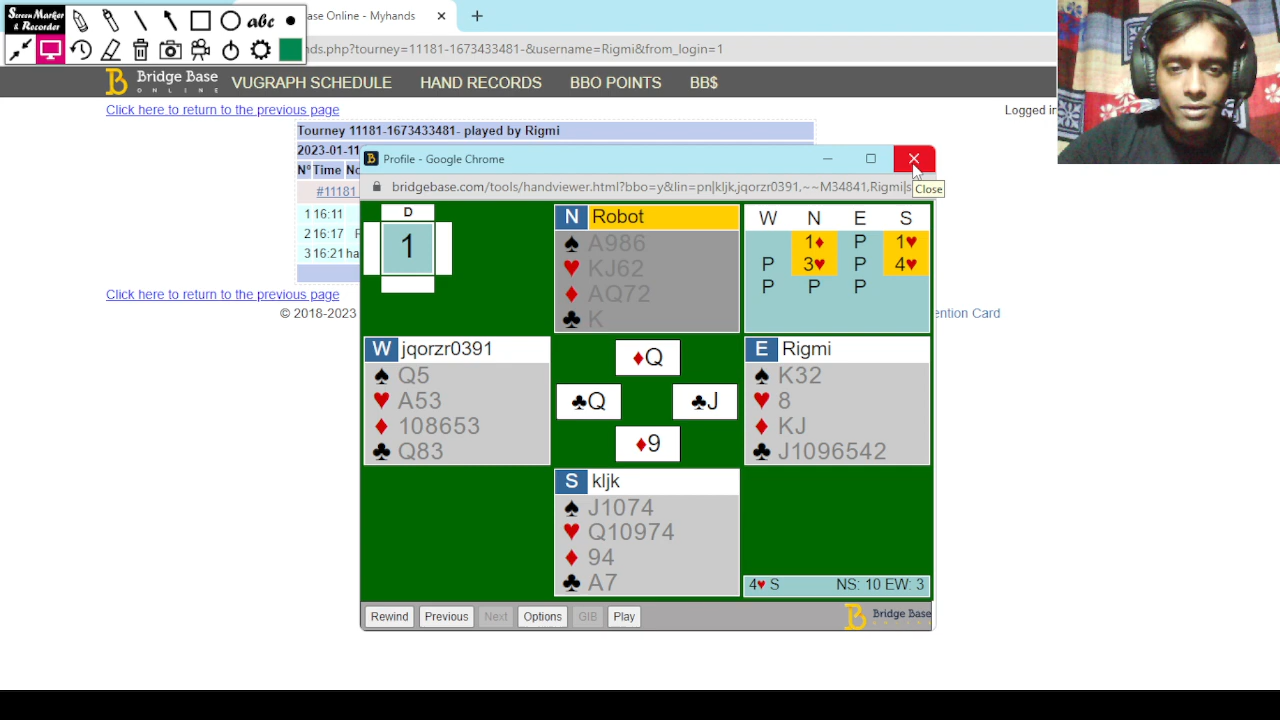 Screen Marker
& Recorder
abc
Base Online - Myhands
nds.php?tourney=11181-1673433481-&username=Rigmi&from_login=1
Bridge Base
ONLINE
VUGRAPH SCHEDULE HAND RECORDS BBO POINTS BB$
Click here to return to the previous page
Logged in
Tourney 11181-1673433481- played by Rigmi
2023-01-11
Nº Time No
#11181
1 16:11
2 16:17 F
3 16:21 ha
Click here to return to the previous page
© 2018-2023
ention Card
Profile - Google Chrome
bridgebase.com/tools/handviewer.html?bbo=y&lin=pn|kljk,jqorzr0391,~~M34841,Rigmi|s
Close
D
1
N Robot
♠ A986
♥ KJ62
♦ AQ72
♣ K
W N E S
1♦ P 1♥
P 3♥ P 4♥
P P P
W jqorzr0391
♠ Q5
♥ A53
♦ 108653
♣ Q83
♦Q
♣Q ♣J
♦9
E Rigmi
♠ K32
♥ 8
♦ KJ
♣ J1096542
S kljk
♠ J1074
♥ Q10974
♦ 94
♣ A7
4♥ S NS: 10 EW: 3
Rewind Previous Next Options GIB Play
Bridge Base